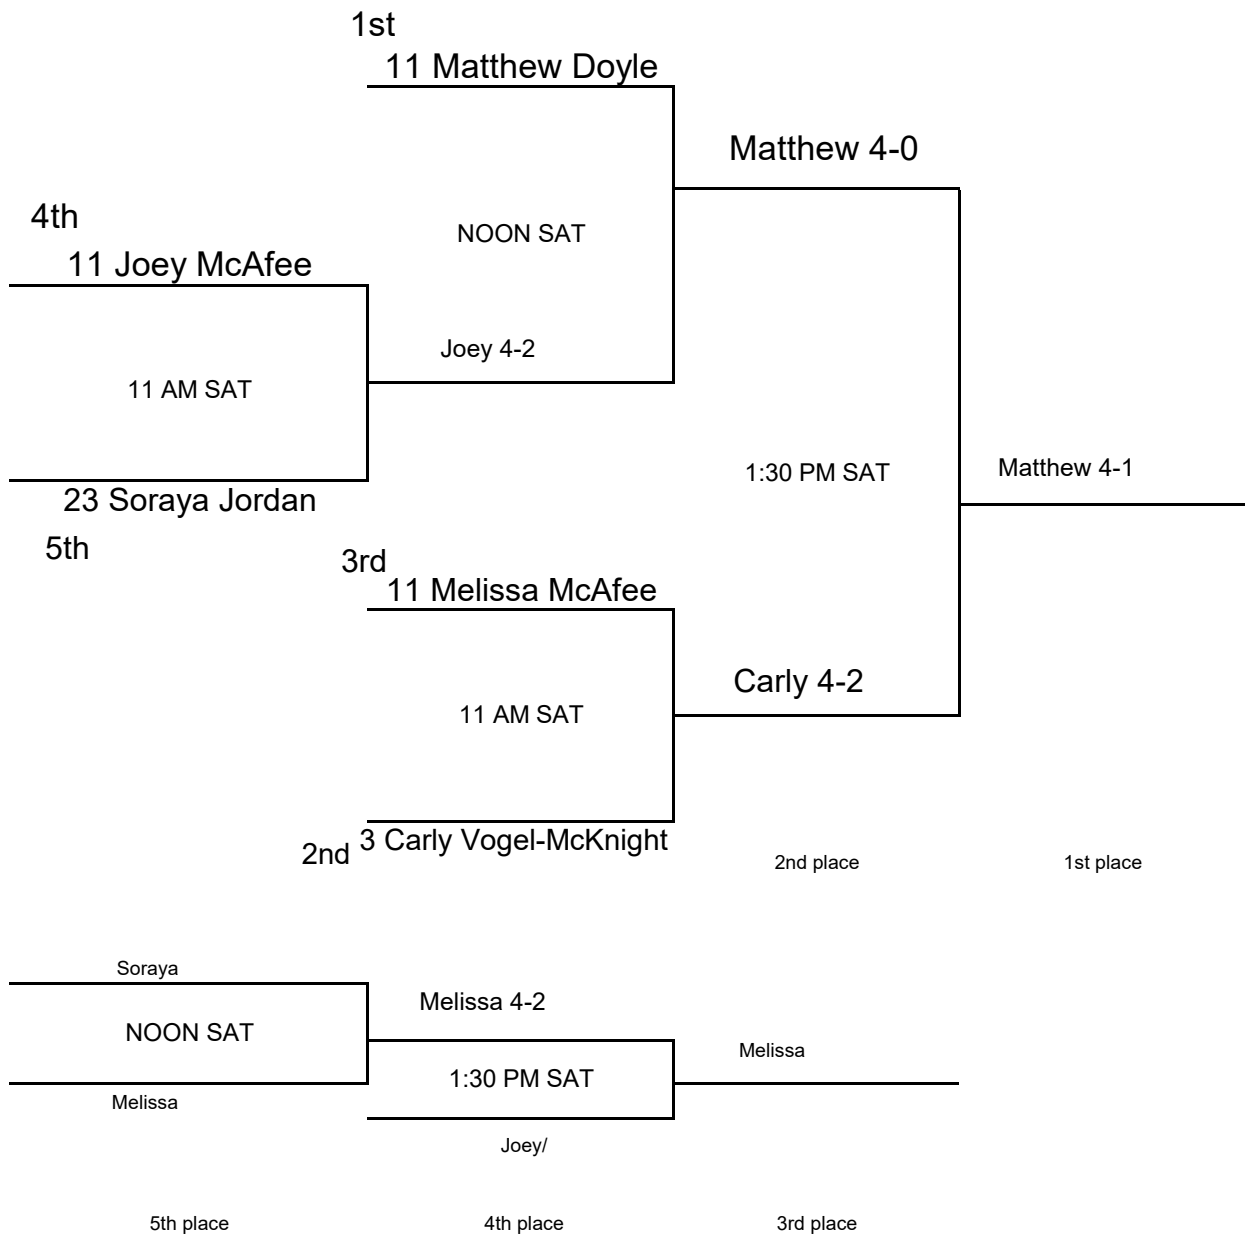 1st
11 Matthew Doyle
Matthew 4-0
4th
NOON SAT
11 Joey McAfee
Joey 4-2
11 AM SAT
1:30 PM SAT
Matthew 4-1
23 Soraya Jordan
5th
3rd
11 Melissa McAfee
Carly 4-2
11 AM SAT
3 Carly Vogel-McKnight
2nd
2nd place
1st place
Soraya
Melissa 4-2
NOON SAT
Melissa
1:30 PM SAT
Melissa
Joey/
5th place
4th place
3rd place